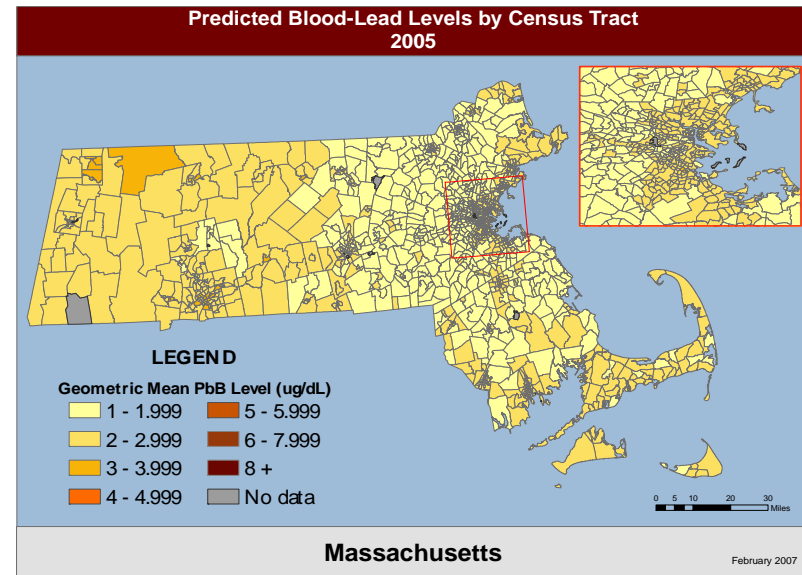 Predicted Blood-Lead Levels by Census Tract
2005
LEGEND
Geometric Mean PbB Level (ug/dL)
1 - 1.999
5 - 5.999
2 - 2.999
6 - 7.999
3 - 3.999
8 +
4 - 4.999
No data
0 5 10 20 30
Miles
Massachusetts
February 2007